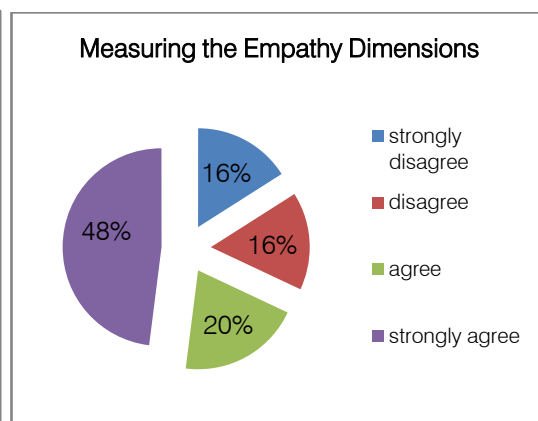 Measuring the Empathy Dimensions
16%
16%
20%
48%
strongly
disagree
disagree
agree
strongly agree